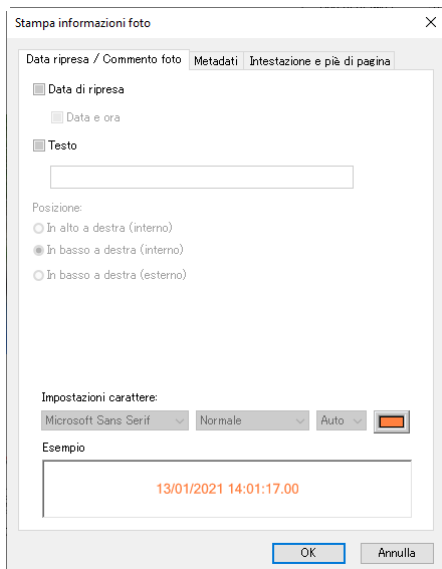 Stampa informazioni foto
Data ripresa / Commento foto Metadati Intestazione e piè di pagina
Data di ripresa
Data e ora
Testo
Posizione:
In alto a destra (interno)
In basso a destra (interno)
In basso a destra (esterno)
Impostazioni carattere:
Microsoft Sans Serif Normale Auto
Esempio
13/01/2021 14:01:17.00
OK Annulla